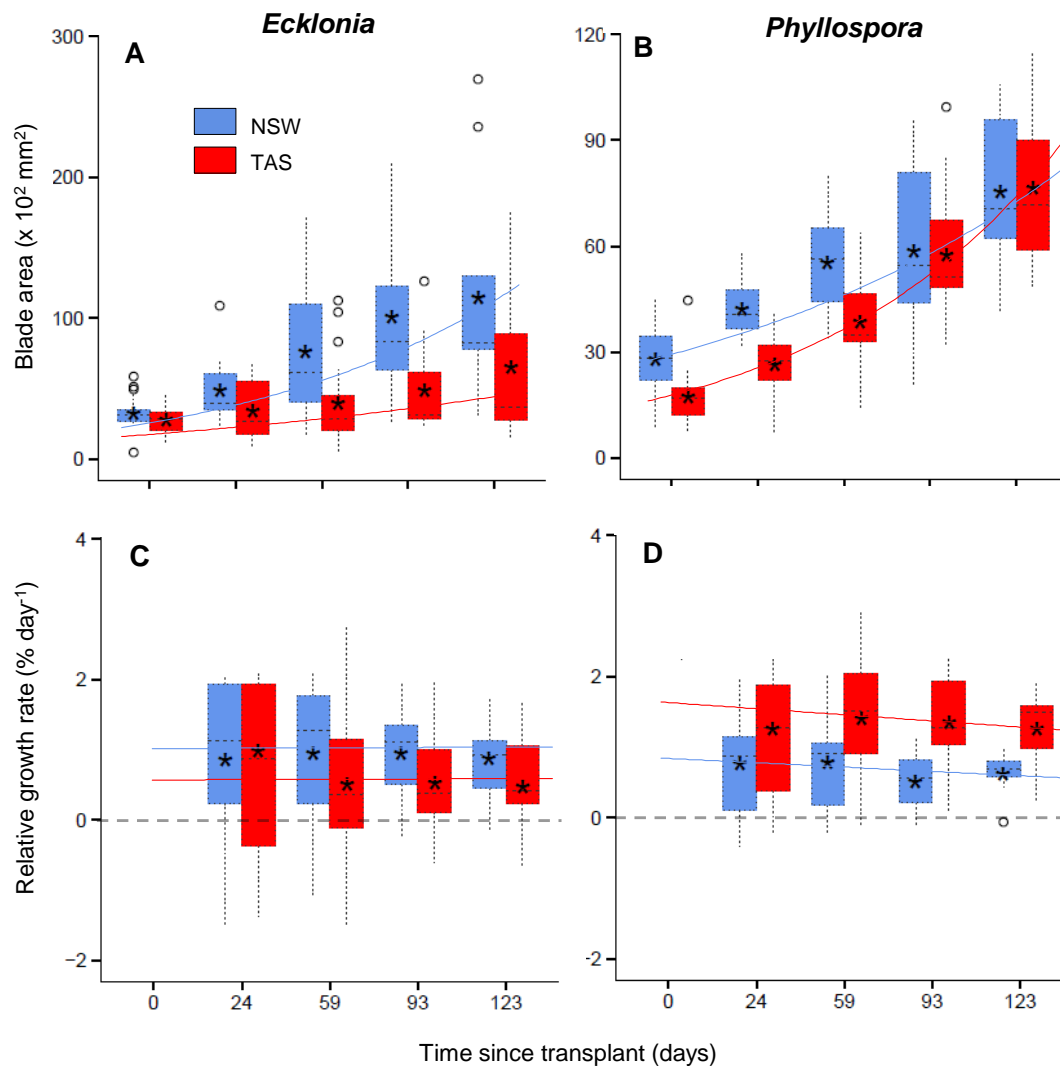 Ecklonia
Phyllospora
A
B
NSW
TAS
Blade area (x 10² mm²)
300
200
100
0
120
90
60
30
0
C
D
Relative growth rate (% day⁻¹)
4
2
0
−2
4
2
0
−2
0 24 59 93 123
0 24 59 93 123
Time since transplant (days)